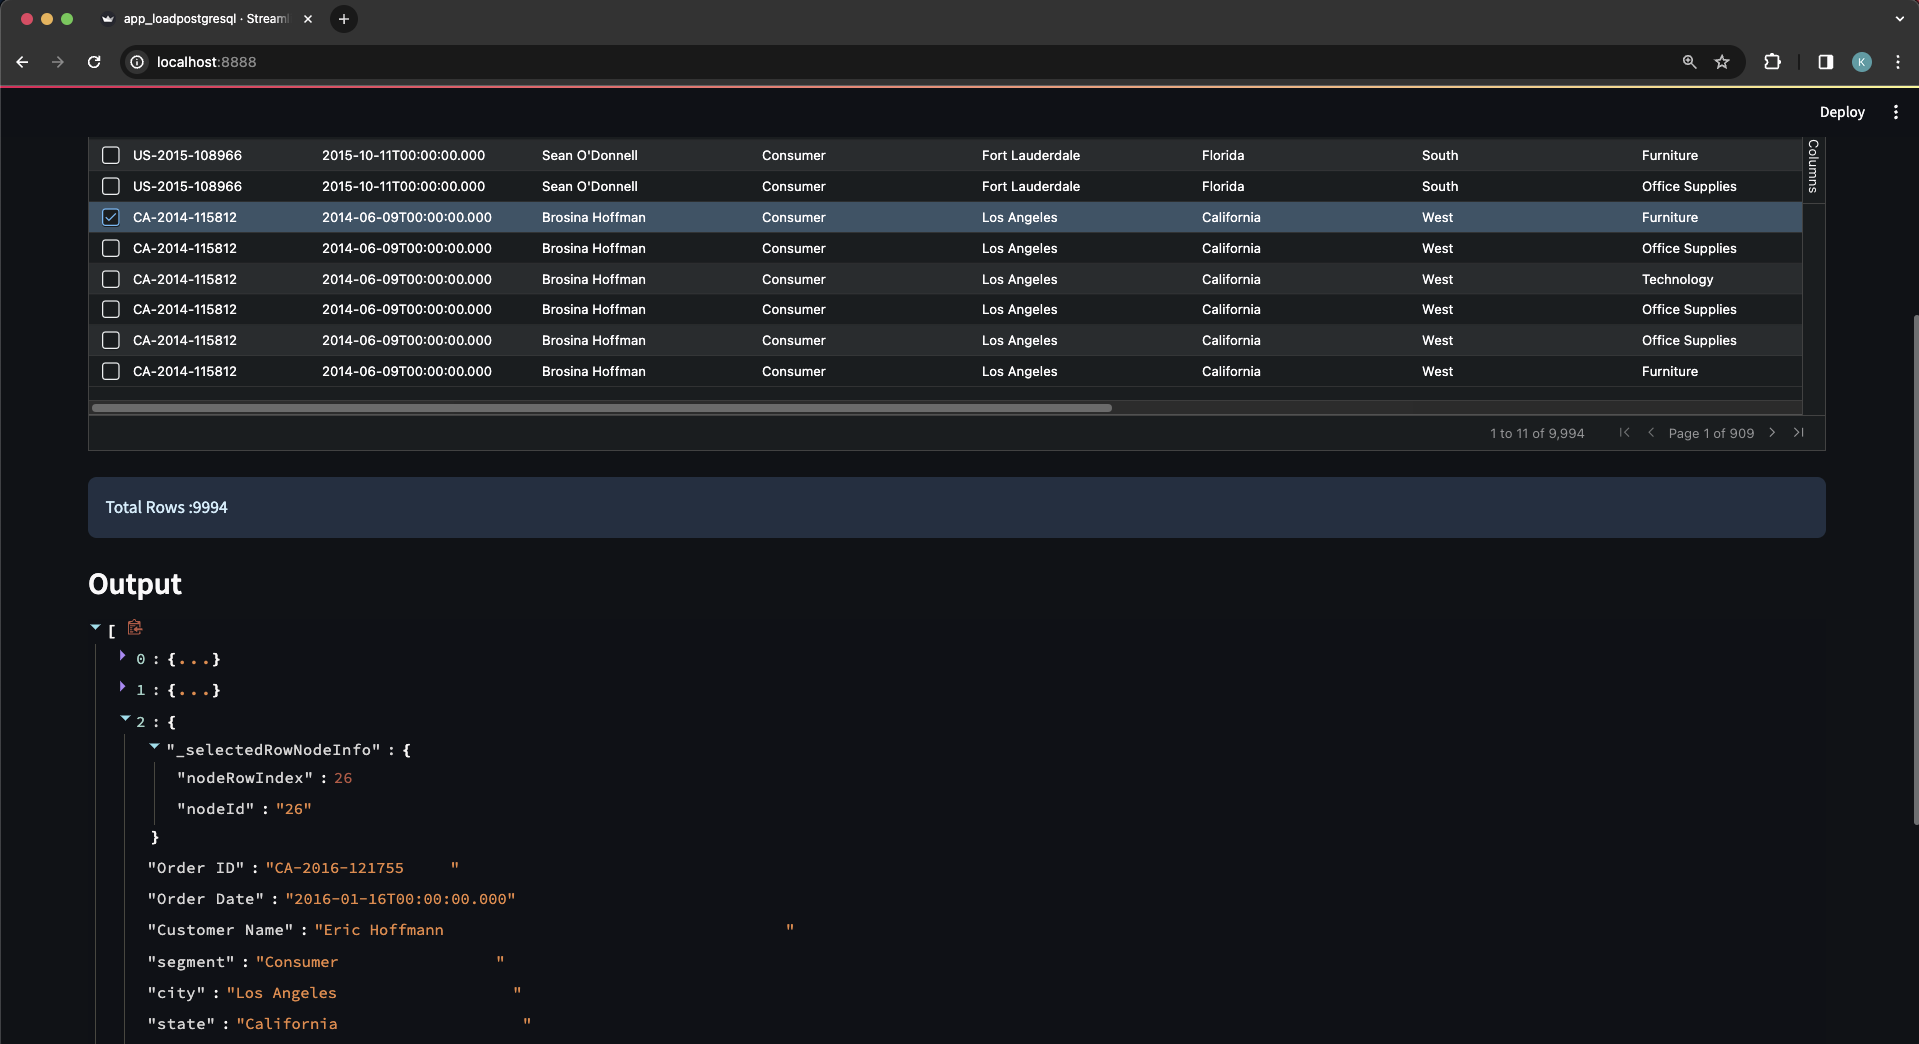 app_loadpostgresql · Streaml
localhost:8888
K
Deploy
US-2015-108966 2015-10-11T00:00:00.000 Sean O'Donnell Consumer Fort Lauderdale Florida South Furniture
Columns
US-2015-108966 2015-10-11T00:00:00.000 Sean O'Donnell Consumer Fort Lauderdale Florida South Office Supplies
CA-2014-115812 2014-06-09T00:00:00.000 Brosina Hoffman Consumer Los Angeles California West Furniture
CA-2014-115812 2014-06-09T00:00:00.000 Brosina Hoffman Consumer Los Angeles California West Office Supplies
CA-2014-115812 2014-06-09T00:00:00.000 Brosina Hoffman Consumer Los Angeles California West Technology
CA-2014-115812 2014-06-09T00:00:00.000 Brosina Hoffman Consumer Los Angeles California West Office Supplies
CA-2014-115812 2014-06-09T00:00:00.000 Brosina Hoffman Consumer Los Angeles California West Office Supplies
CA-2014-115812 2014-06-09T00:00:00.000 Brosina Hoffman Consumer Los Angeles California West Furniture
1 to 11 of 9,994 Page 1 of 909
Total Rows :9994
Output
[
0 : {...}
1 : {...}
2 : {
"_selectedRowNodeInfo" : {
"nodeRowIndex" : 26
"nodeId" : "26"
}
"Order ID" : "CA-2016-121755     "
"Order Date" : "2016-01-16T00:00:00.000"
"Customer Name" : "Eric Hoffmann                                     "
"segment" : "Consumer                 "
"city" : "Los Angeles                   "
"state" : "California                    "